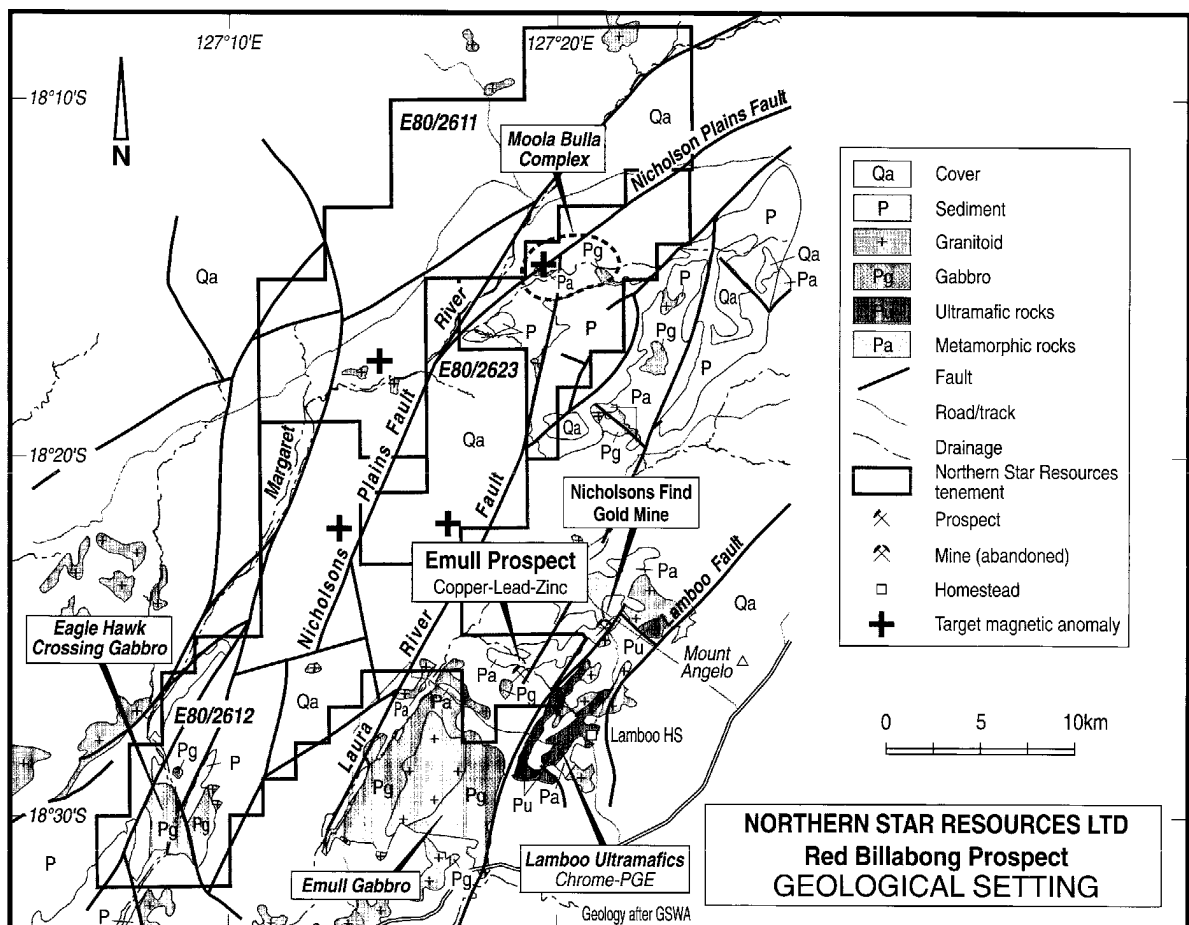 127°10'E
127°20'E
18°10'S
N
E80/2611
Qa
Moola Bulla
Complex
Nicholson Plains Fault
P
Qa
Pg
Pa
Qa
Pa
P
Qa
River
P
P
Pg
P
E80/2623
Pa
Qa
Qa
Pg
18°20'S
Margaret
Nicholsons Plains Fault
Nicholsons Find
Gold Mine
Emull Prospect
Copper-Lead-Zinc
Laura River Fault
Lamboo Fault
Pa
Qa
Pu
Mount
Angelo
Eagle Hawk
Crossing Gabbro
Pa
Pg
Qa
Pa
Pa
E80/2612
Lamboo HS
Pg
P
Pg
Pg
Pu
Pa
18°30'S
Pg
Pg
P
Emull Gabbro
Pg
Lamboo Ultramafics
Chrome-PGE
P
Geology after GSWA
Qa Cover
P Sediment
Granitoid
Pg Gabbro
Pu Ultramafic rocks
Pa Metamorphic rocks
Fault
Road/track
Drainage
Northern Star Resources
tenement
Prospect
Mine (abandoned)
Homestead
Target magnetic anomaly
0 5 10km
NORTHERN STAR RESOURCES LTD
Red Billabong Prospect
GEOLOGICAL SETTING